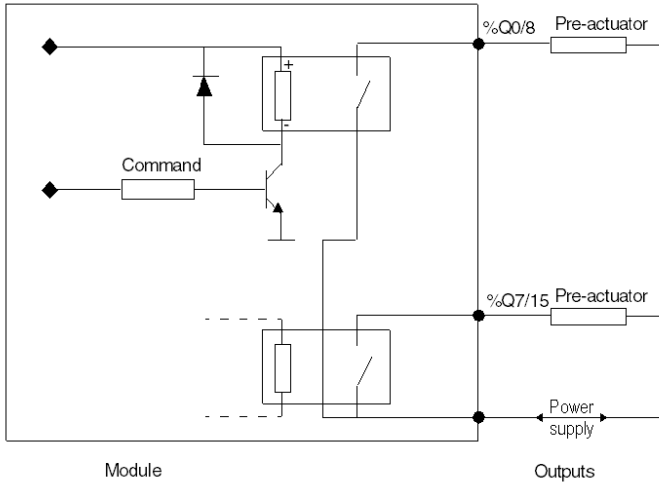 %Q0/8 Pre-actuator
+
-
Command
%Q7/15 Pre-actuator
Power
supply
Module Outputs